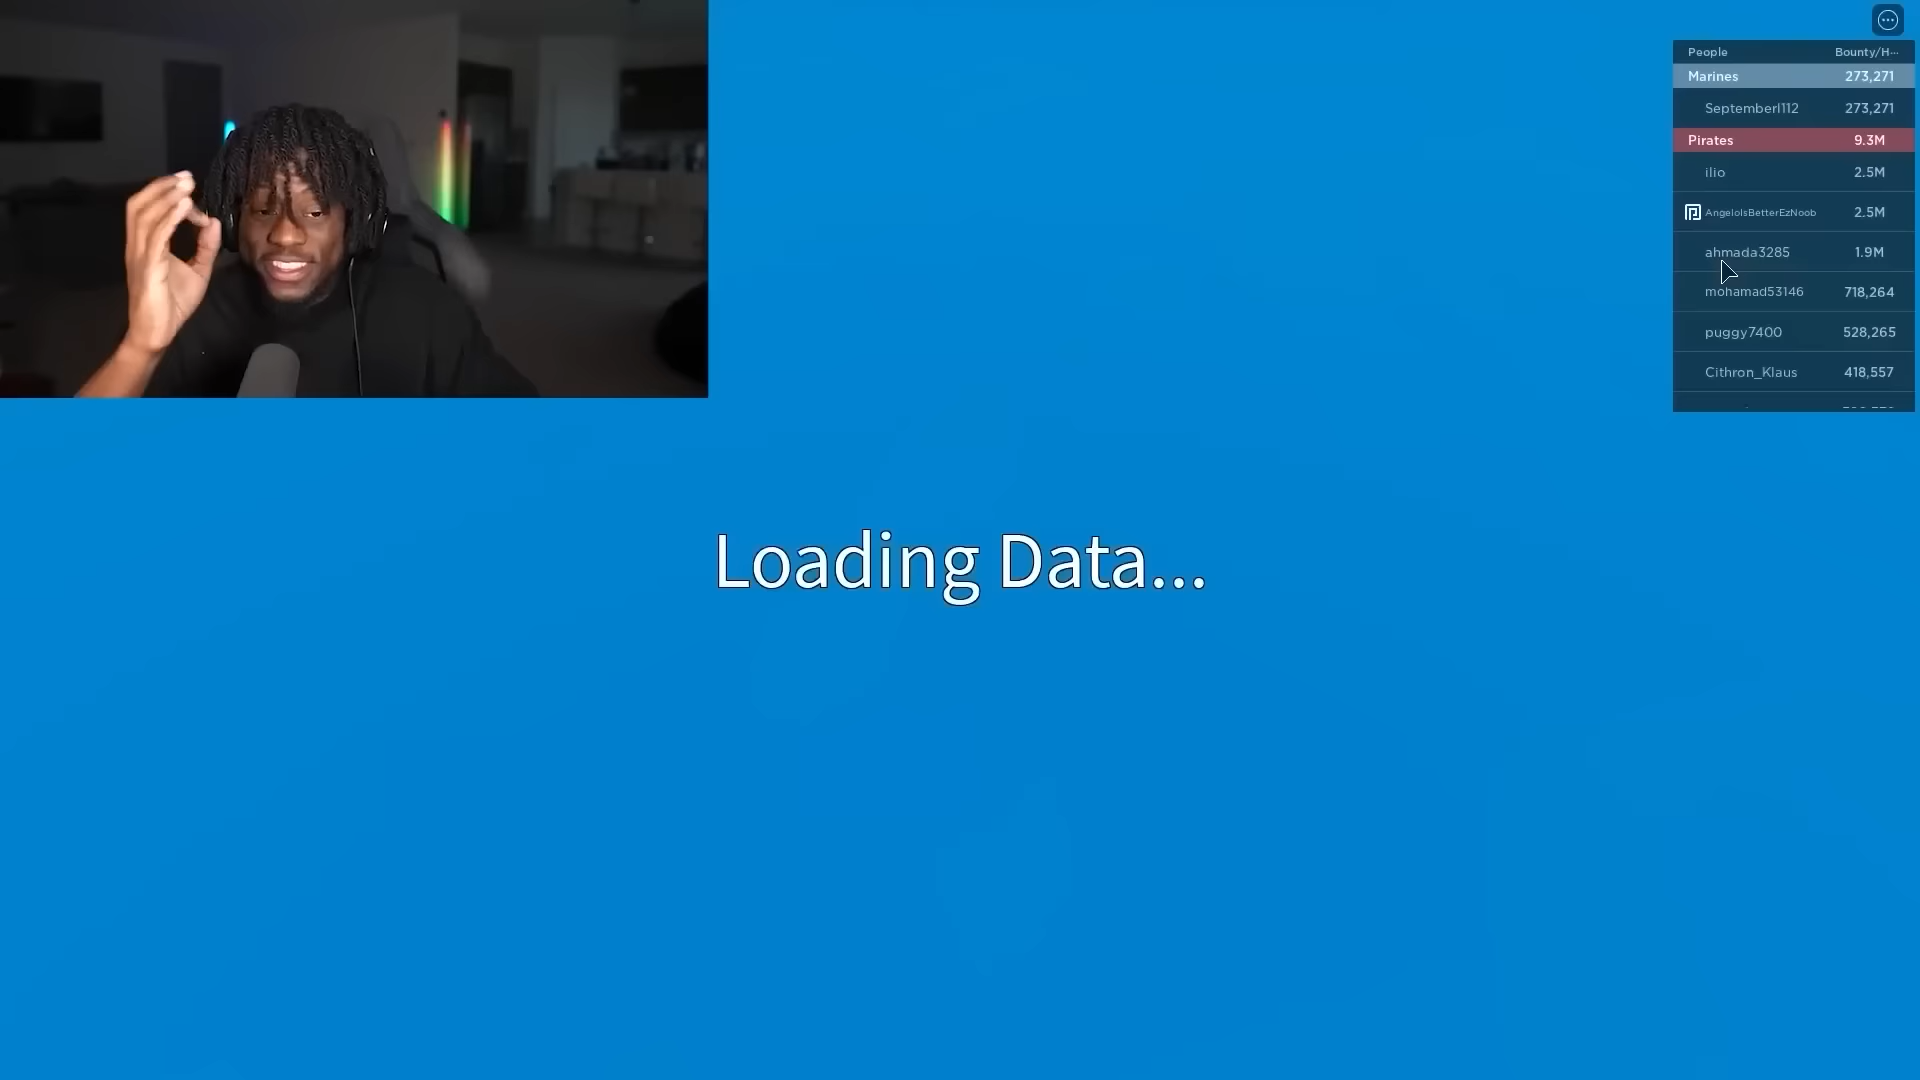 People Bounty/H...
Marines 273,271
Septemberl112 273,271
Pirates 9.3M
ilio 2.5M
AngeloIsBetterEzNoob 2.5M
ahmada3285 1.9M
mohamad53146 718,264
puggy7400 528,265
Cithron_Klaus 418,557
Loading Data...